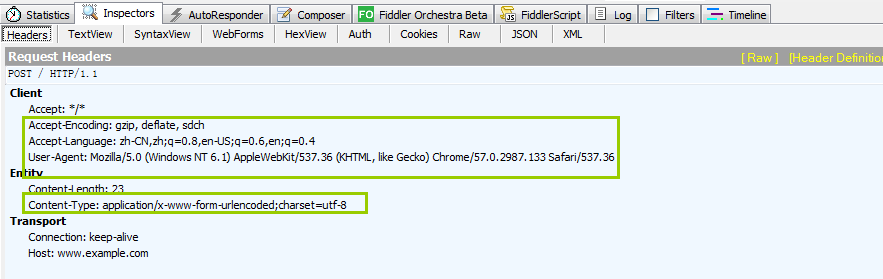 Statistics Inspectors AutoResponder Composer FO Fiddler Orchestra Beta JS FiddlerScript Log Filters Timeline
Headers TextView SyntaxView WebForms HexView Auth Cookies Raw JSON XML
Request Headers [ Raw ] [Header Definition
POST / HTTP/1.1
Client
Accept: */*
Accept-Encoding: gzip, deflate, sdch
Accept-Language: zh-CN,zh;q=0.8,en-US;q=0.6,en;q=0.4
User-Agent: Mozilla/5.0 (Windows NT 6.1) AppleWebKit/537.36 (KHTML, like Gecko) Chrome/57.0.2987.133 Safari/537.36
Entity
Content-Length: 23
Content-Type: application/x-www-form-urlencoded;charset=utf-8
Transport
Connection: keep-alive
Host: www.example.com